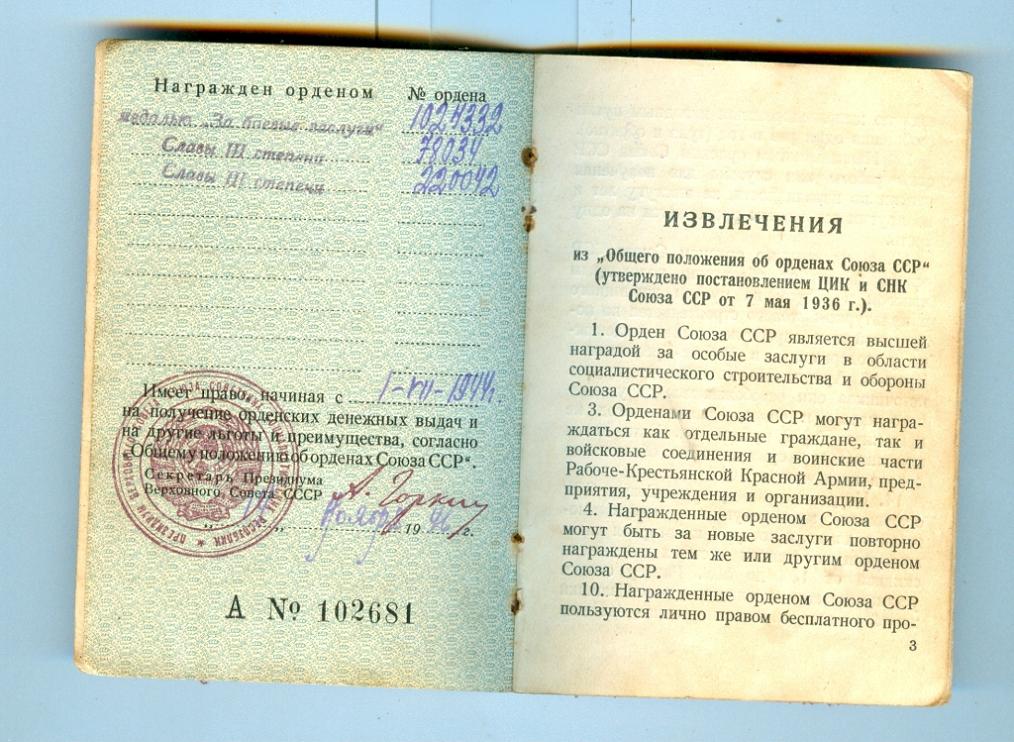 Награжден орденом № ордена
медалью „За боевые заслуги“ 1024332
Славы III степени 78034
Славы III степени 220042
Имеет право, начиная с 1-VII-1944г.
на получение орденских денежных выдач и
на другие льготы и преимущества, согласно
„Общему положению об орденах Союза ССР“.
Секретарь Президиума
Верховного Совета СССР А. Горкин
„ “ ноября 1946 г.
А № 102681
ИЗВЛЕЧЕНИЯ
из „Общего положения об орденах Союза ССР“
(утверждено постановлением ЦИК и СНК
Союза ССР от 7 мая 1936 г.).
1. Орден Союза ССР является высшей
наградой за особые заслуги в области
социалистического строительства и обороны
Союза ССР.
3. Орденами Союза ССР могут награ-
ждаться как отдельные граждане, так и
войсковые соединения и воинские части
Рабоче-Крестьянской Красной Армии, пред-
приятия, учреждения и организации.
4. Награжденные орденом Союза ССР
могут быть за новые заслуги повторно
награждены тем же или другим орденом
Союза ССР.
10. Награжденные орденом Союза ССР
пользуются лично правом бесплатного про-
3